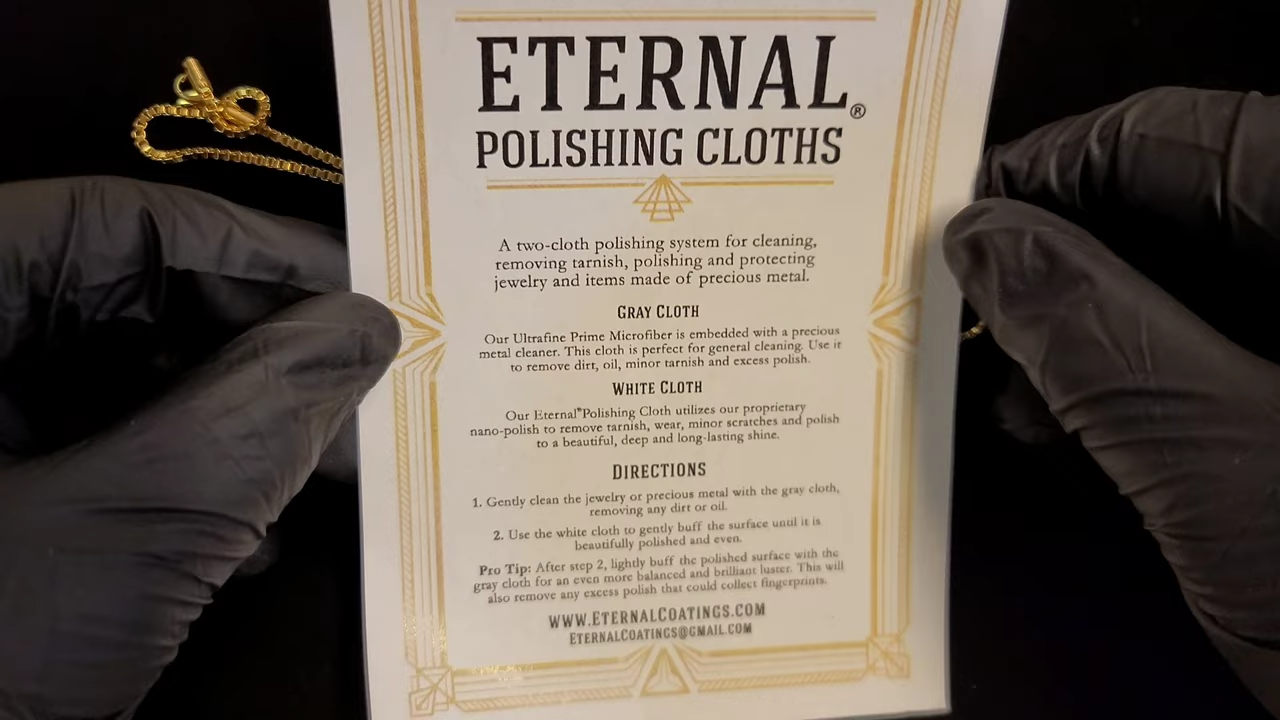 ETERNAL®
POLISHING CLOTHS
A two-cloth polishing system for cleaning,
removing tarnish, polishing and protecting
jewelry and items made of precious metal.
GRAY CLOTH
Our Ultrafine Prime Microfiber is embedded with a precious
metal cleaner. This cloth is perfect for general cleaning. Use it
to remove dirt, oil, minor tarnish and excess polish.
WHITE CLOTH
Our Eternal® Polishing Cloth utilizes our proprietary
nano-polish to remove tarnish, wear, minor scratches and polish
to a beautiful, deep and long-lasting shine.
DIRECTIONS
1. Gently clean the jewelry or precious metal with the gray cloth,
removing any dirt or oil.
2. Use the white cloth to gently buff the surface until it is
beautifully polished and even.
Pro Tip: After step 2, lightly buff the polished surface with the
gray cloth for an even more balanced and brilliant luster. This will
also remove any excess polish that could collect fingerprints.
WWW.ETERNALCOATINGS.COM
ETERNALCOATINGS@GMAIL.COM